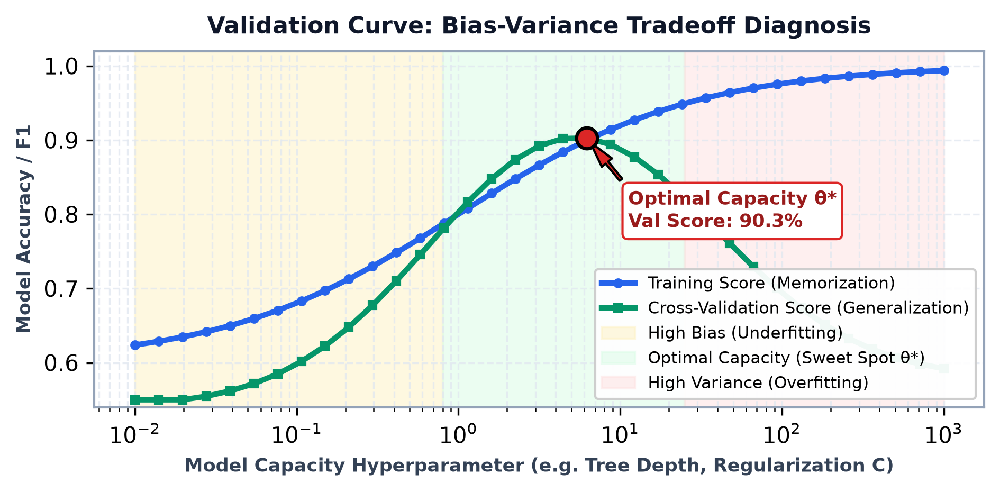 Validation Curve: Bias-Variance Tradeoff Diagnosis
Model Accuracy / F1
1.0
0.9
0.8
0.7
0.6
Optimal Capacity θ*
Val Score: 90.3%
Training Score (Memorization)
Cross-Validation Score (Generalization)
High Bias (Underfitting)
Optimal Capacity (Sweet Spot θ*)
High Variance (Overfitting)
10⁻² 10⁻¹ 10⁰ 10¹ 10² 10³
Model Capacity Hyperparameter (e.g. Tree Depth, Regularization C)